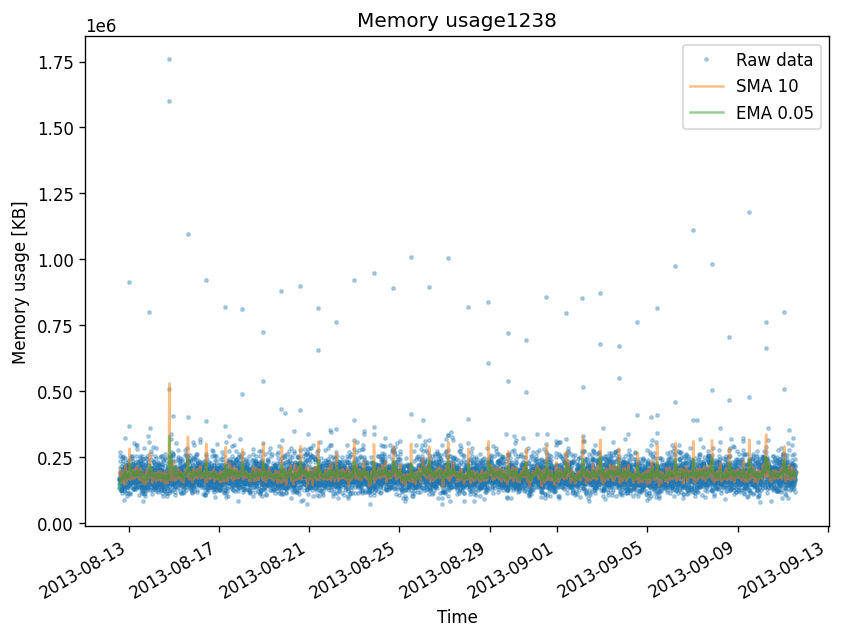 Memory usage1238
1e6
Raw data
SMA 10
EMA 0.05
1.75
1.50
1.25
1.00
0.75
0.50
0.25
0.00
Memory usage [KB]
2013-08-13
2013-08-17
2013-08-21
2013-08-25
2013-08-29
2013-09-01
2013-09-05
2013-09-09
2013-09-13
Time